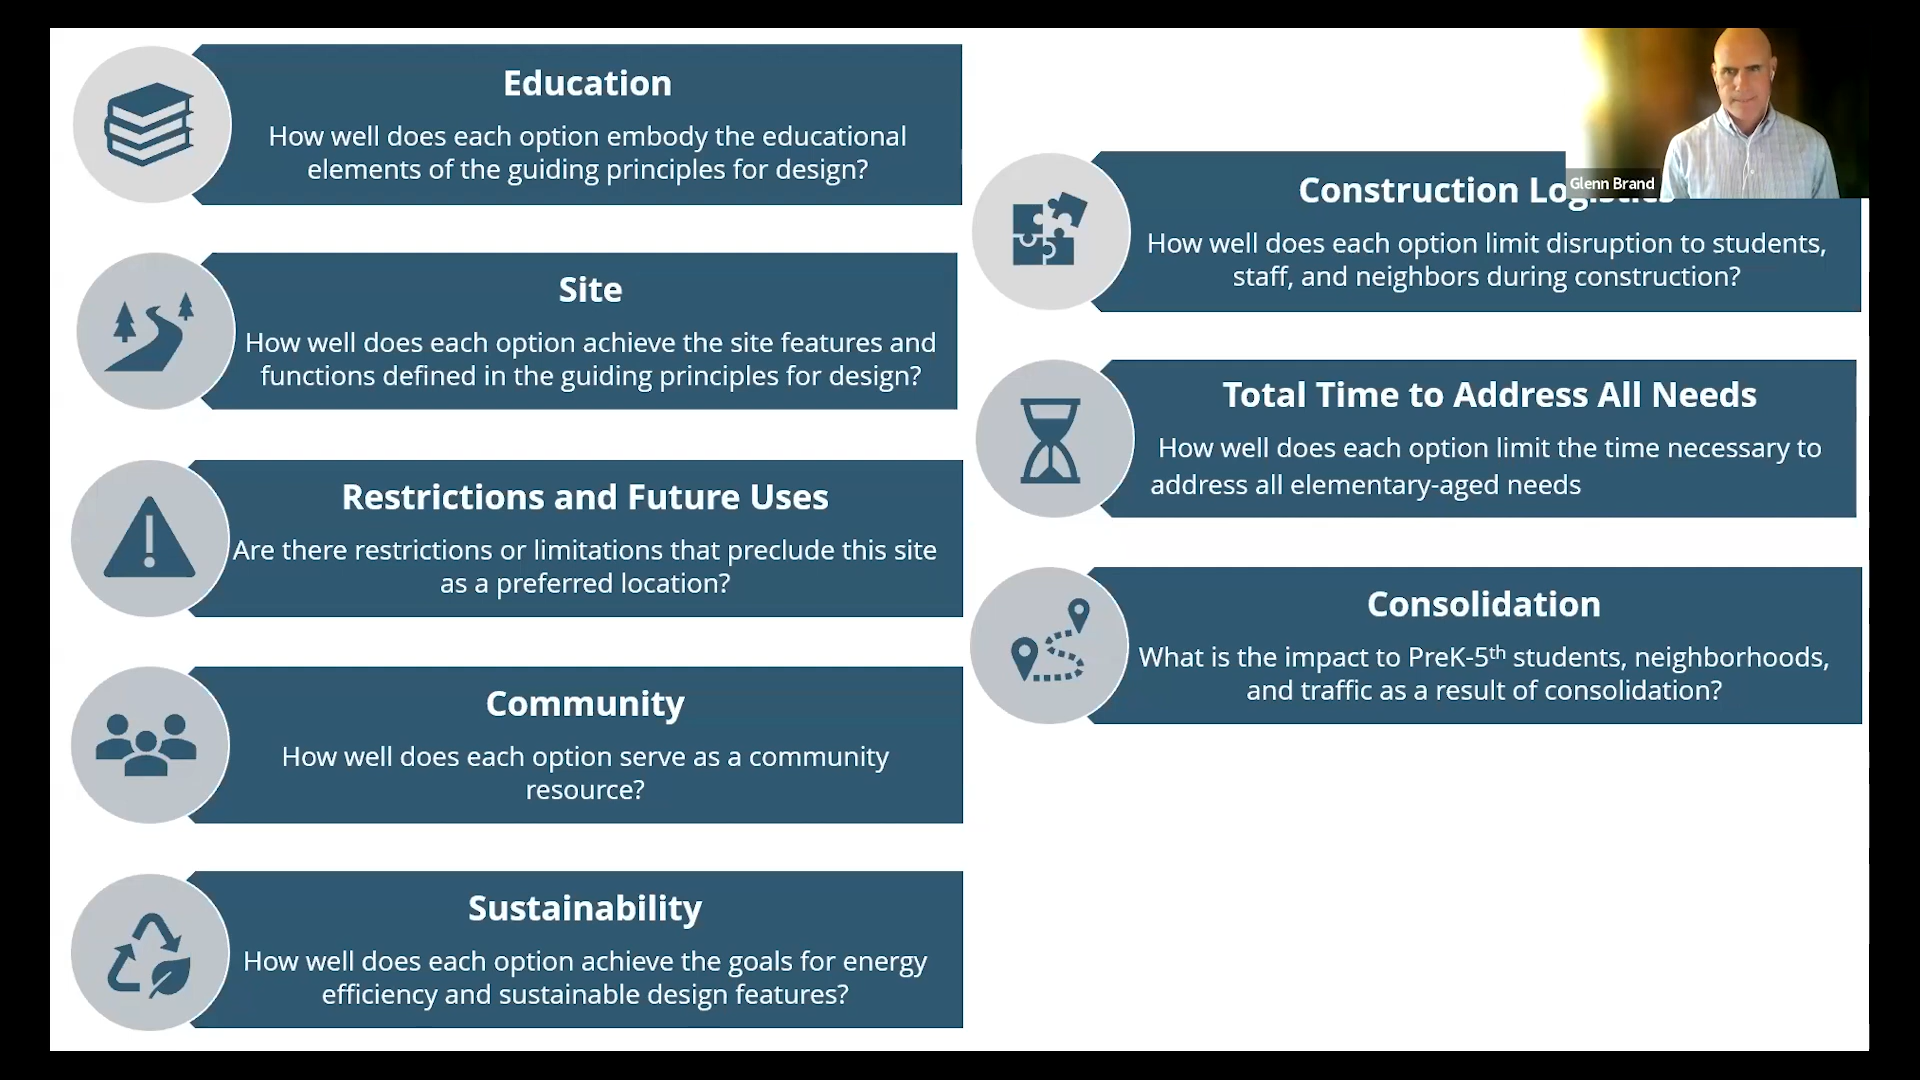 Education
How well does each option embody the educational
elements of the guiding principles for design?
Site
How well does each option achieve the site features and
functions defined in the guiding principles for design?
Restrictions and Future Uses
Are there restrictions or limitations that preclude this site
as a preferred location?
Community
How well does each option serve as a community
resource?
Sustainability
How well does each option achieve the goals for energy
efficiency and sustainable design features?
Glenn Brand
Construction Logistics
How well does each option limit disruption to students,
staff, and neighbors during construction?
Total Time to Address All Needs
How well does each option limit the time necessary to
address all elementary-aged needs
Consolidation
What is the impact to PreK-5th students, neighborhoods,
and traffic as a result of consolidation?